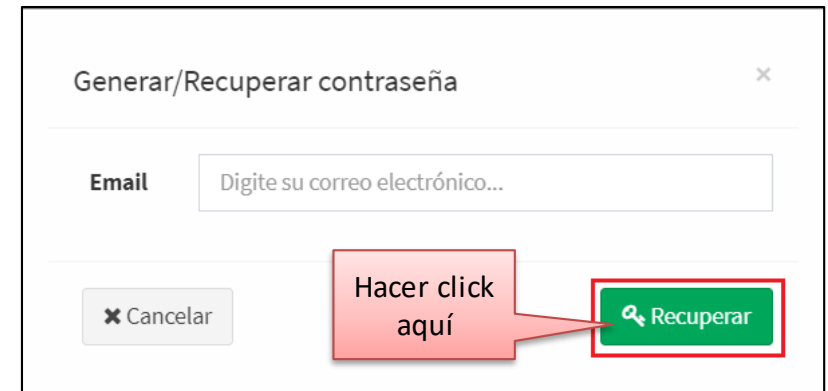 Generar/Recuperar contraseña ×
Email Digite su correo electrónico...
Hacer click
aquí
✖ Cancelar
Recuperar